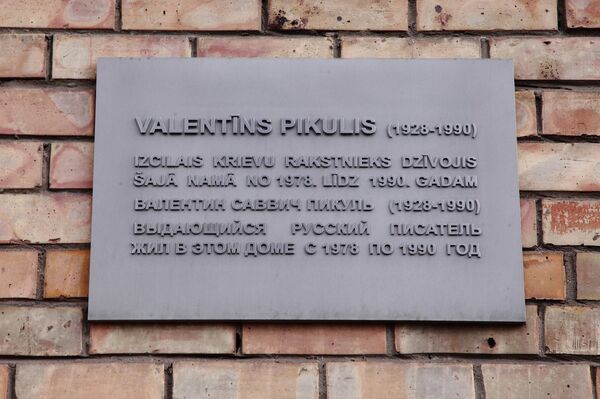 VALENTĪNS PIKULIS (1928-1990)
IZCILAIS KRIEVU RAKSTNIEKS DZĪVOJIS
ŠAJĀ NAMĀ NO 1978. LĪDZ 1990. GADAM
ВАЛЕНТИН САВВИЧ ПИКУЛЬ (1928-1990)
ВЫДАЮЩИЙСЯ РУССКИЙ ПИСАТЕЛЬ
ЖИЛ В ЭТОМ ДОМЕ С 1978 ПО 1990 ГОД